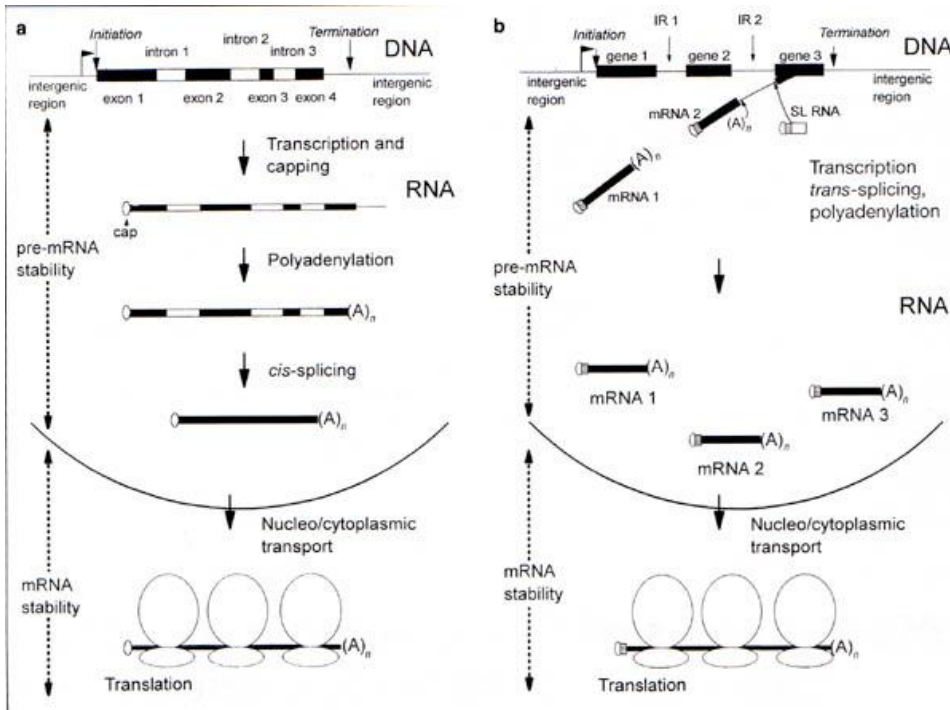 a
Initiation
intron 1
intron 2
intron 3
Termination
DNA
intergenic
region
exon 1
exon 2
exon 3
exon 4
intergenic
region
Transcription and
capping
RNA
cap
pre-mRNA
stability
Polyadenylation
(A)n
cis-splicing
(A)n
Nucleo/cytoplasmic
transport
mRNA
stability
(A)n
Translation
b
Initiation
IR 1
IR 2
Termination
DNA
gene 1
gene 2
gene 3
intergenic
region
intergenic
region
mRNA 2
(A)n
SL RNA
(A)n
mRNA 1
Transcription
trans-splicing,
polyadenylation
pre-mRNA
stability
RNA
(A)n
mRNA 1
(A)n
mRNA 3
(A)n
mRNA 2
Nucleo/cytoplasmic
transport
mRNA
stability
(A)n
Translation